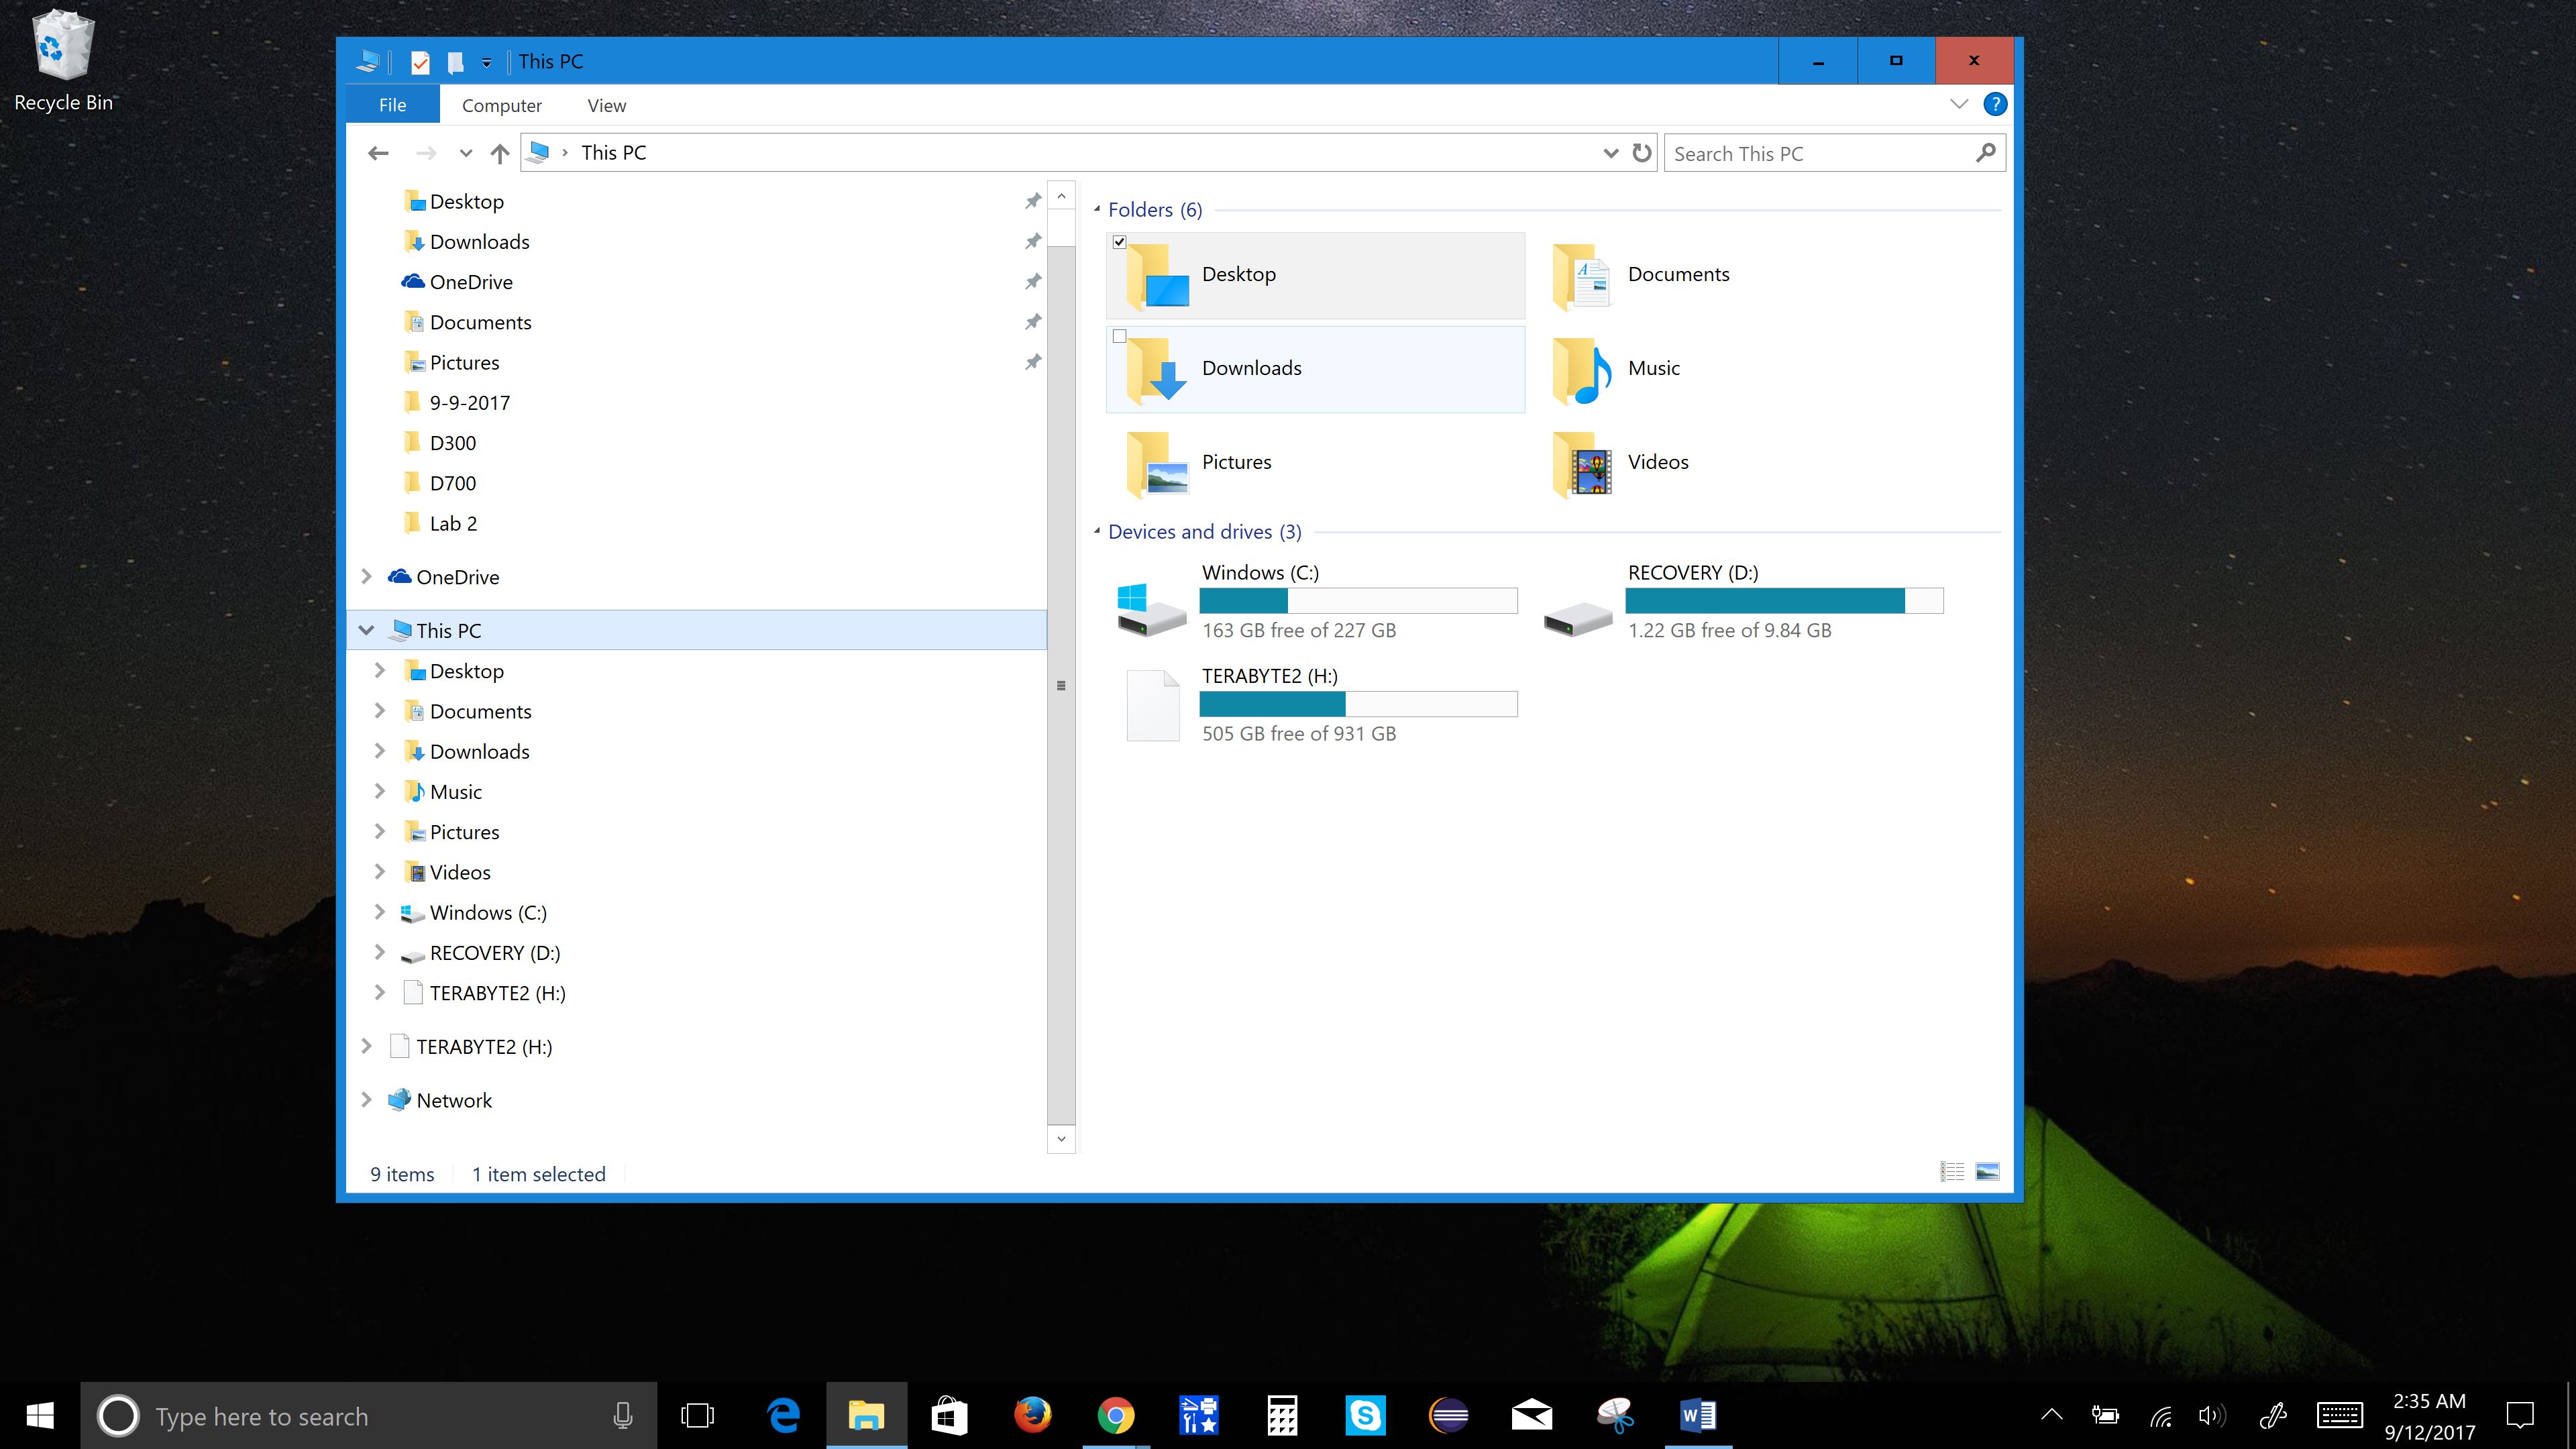 Recycle Bin
This PC
File Computer View
This PC
Search This PC
Desktop
Downloads
OneDrive
Documents
Pictures
9-9-2017
D300
D700
Lab 2
OneDrive
This PC
Desktop
Documents
Downloads
Music
Pictures
Videos
Windows (C:)
RECOVERY (D:)
TERABYTE2 (H:)
TERABYTE2 (H:)
Network
Folders (6)
Desktop
Documents
Downloads
Music
Pictures
Videos
Devices and drives (3)
Windows (C:)
163 GB free of 227 GB
RECOVERY (D:)
1.22 GB free of 9.84 GB
TERABYTE2 (H:)
505 GB free of 931 GB
9 items 1 item selected
Type here to search
2:35 AM
9/12/2017